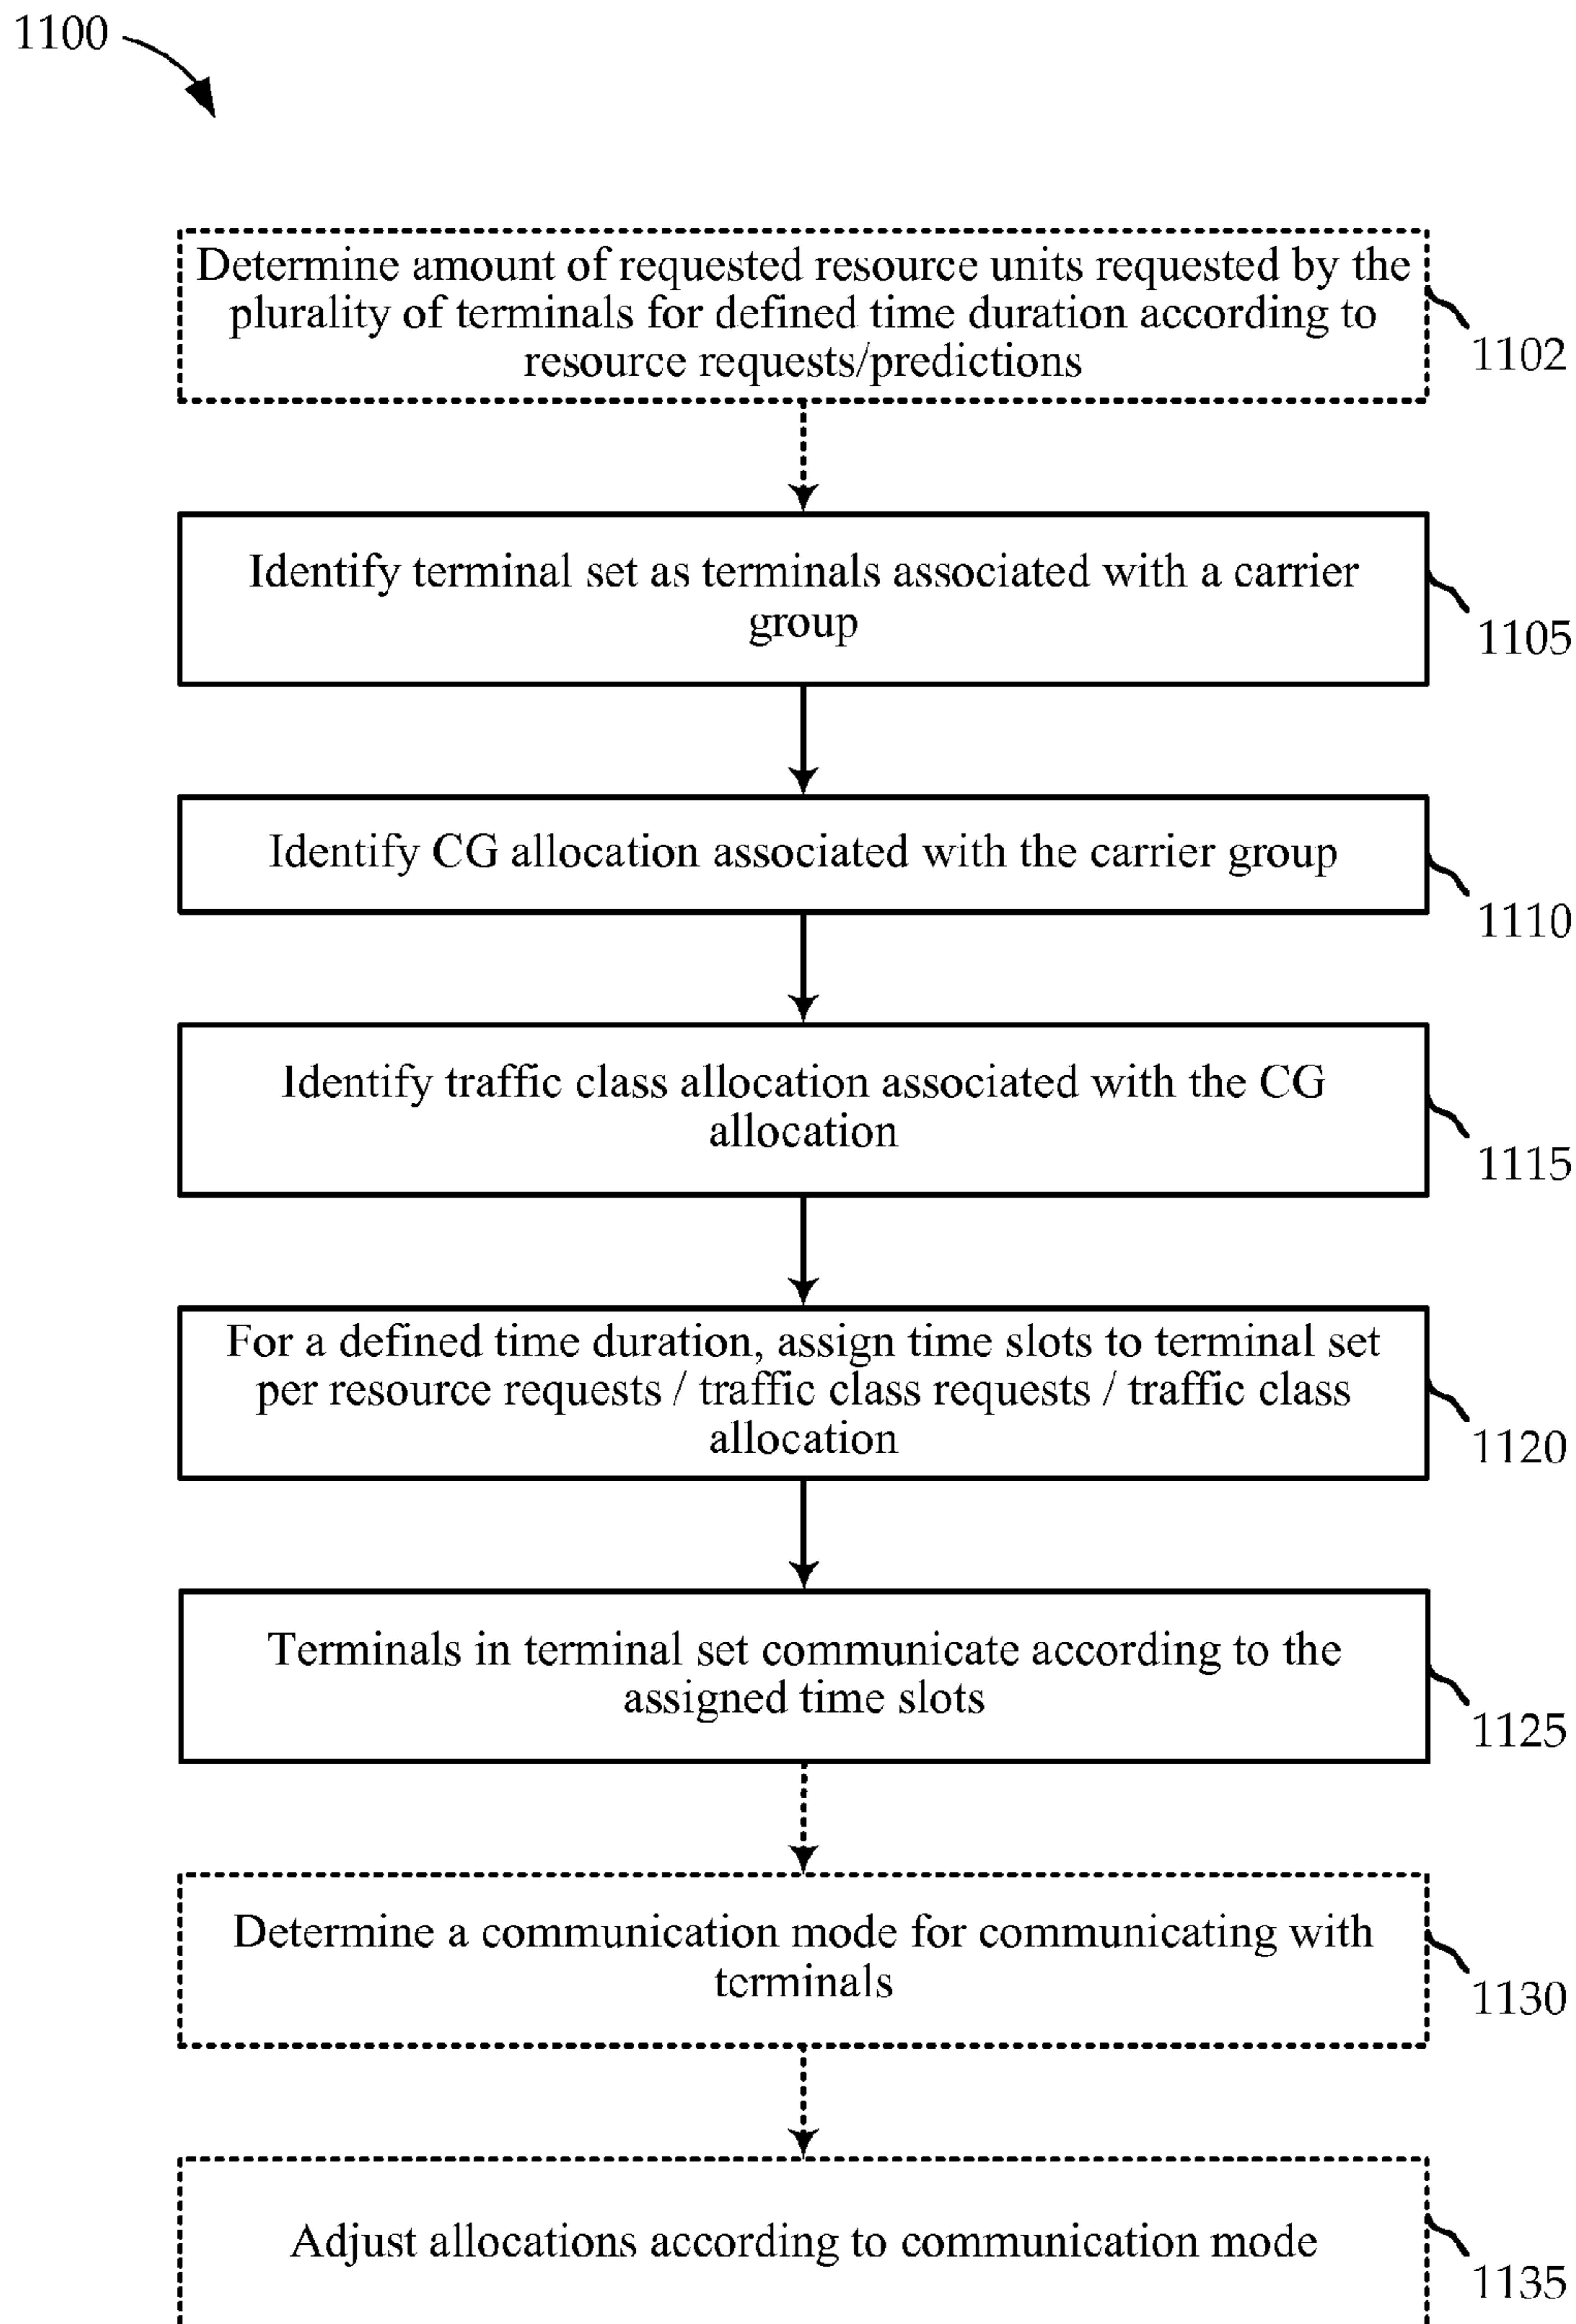 1100
Determine amount of requested resource units requested by the
plurality of terminals for defined time duration according to
resource requests/predictions
1102
Identify terminal set as terminals associated with a carrier
group
1105
Identify CG allocation associated with the carrier group
1110
Identify traffic class allocation associated with the CG
allocation
1115
For a defined time duration, assign time slots to terminal set
per resource requests / traffic class requests / traffic class
allocation
1120
Terminals in terminal set communicate according to the
assigned time slots
1125
Determine a communication mode for communicating with
terminals
1130
Adjust allocations according to communication mode
1135